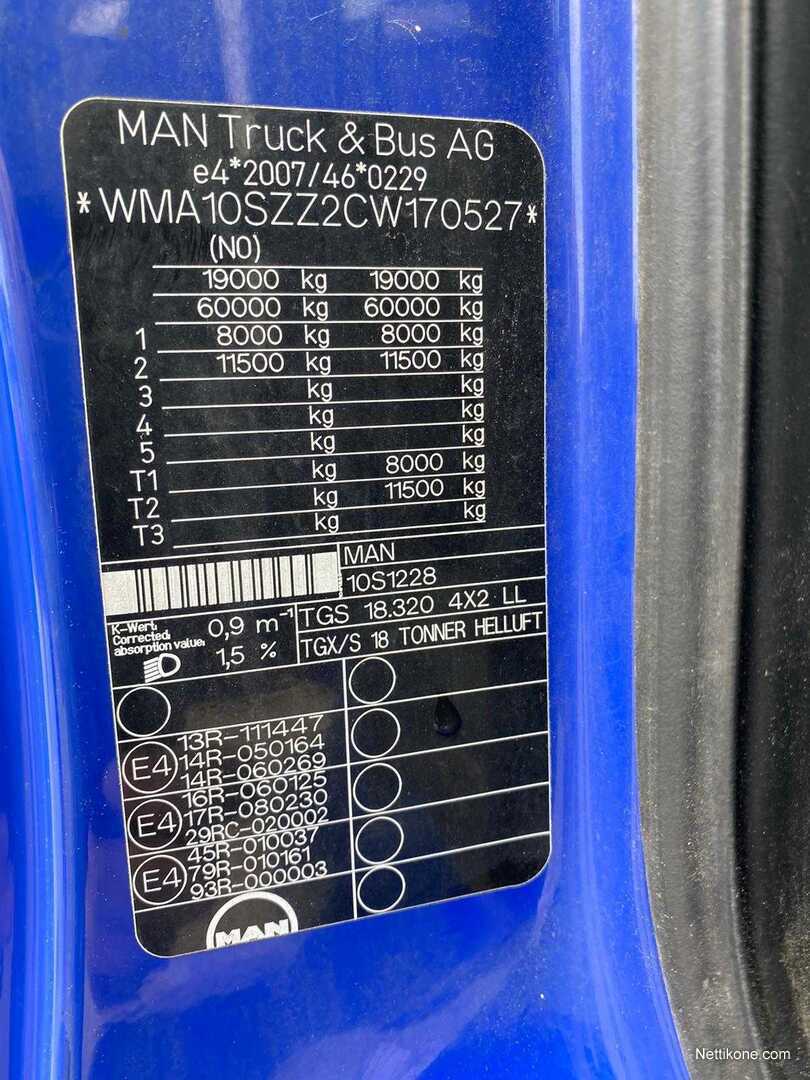 MAN Truck & Bus AG
e4*2007/46*0229
*WMA10SZZ2CW170527*
(NO)
19000 kg 19000 kg
60000 kg 60000 kg
1 8000 kg 8000 kg
2 11500 kg 11500 kg
3 kg kg
4 kg kg
5 kg kg
T1 kg 8000 kg
T2 kg 11500 kg
T3 kg kg
MAN
10S1228
K-Wert:
Corrected
absorption value:
0,9 m⁻¹
1,5 %
TGS 18.320 4X2 LL
TGX/S 18 TONNER HELLUFT
13R-111447
E4 14R-050164
14R-060269
16R-060125
E4 17R-080230
29RC-020002
45R-010037
E4 79R-010161
93R-000003
MAN
Nettikone.com